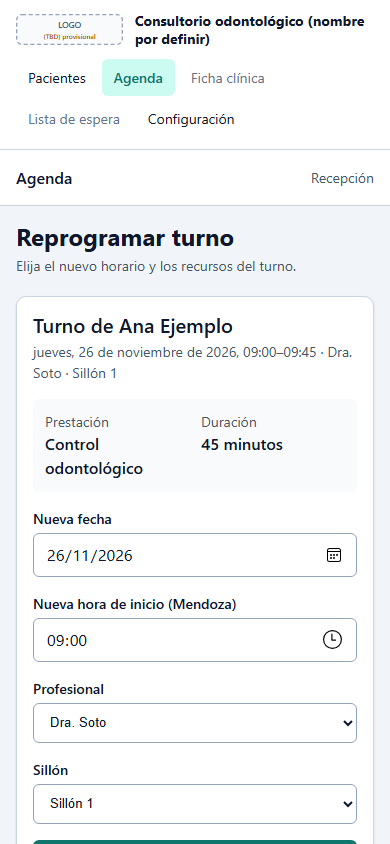 LOGO
(TBD) provisional
Consultorio odontológico (nombre
por definir)
Pacientes
Agenda
Ficha clínica
Lista de espera
Configuración
Agenda
Recepción
Reprogramar turno
Elija el nuevo horario y los recursos del turno.
Turno de Ana Ejemplo
jueves, 26 de noviembre de 2026, 09:00–09:45 · Dra.
Soto · Sillón 1
Prestación
Control
odontológico
Duración
45 minutos
Nueva fecha
26/11/2026
Nueva hora de inicio (Mendoza)
09:00
Profesional
Dra. Soto
Sillón
Sillón 1